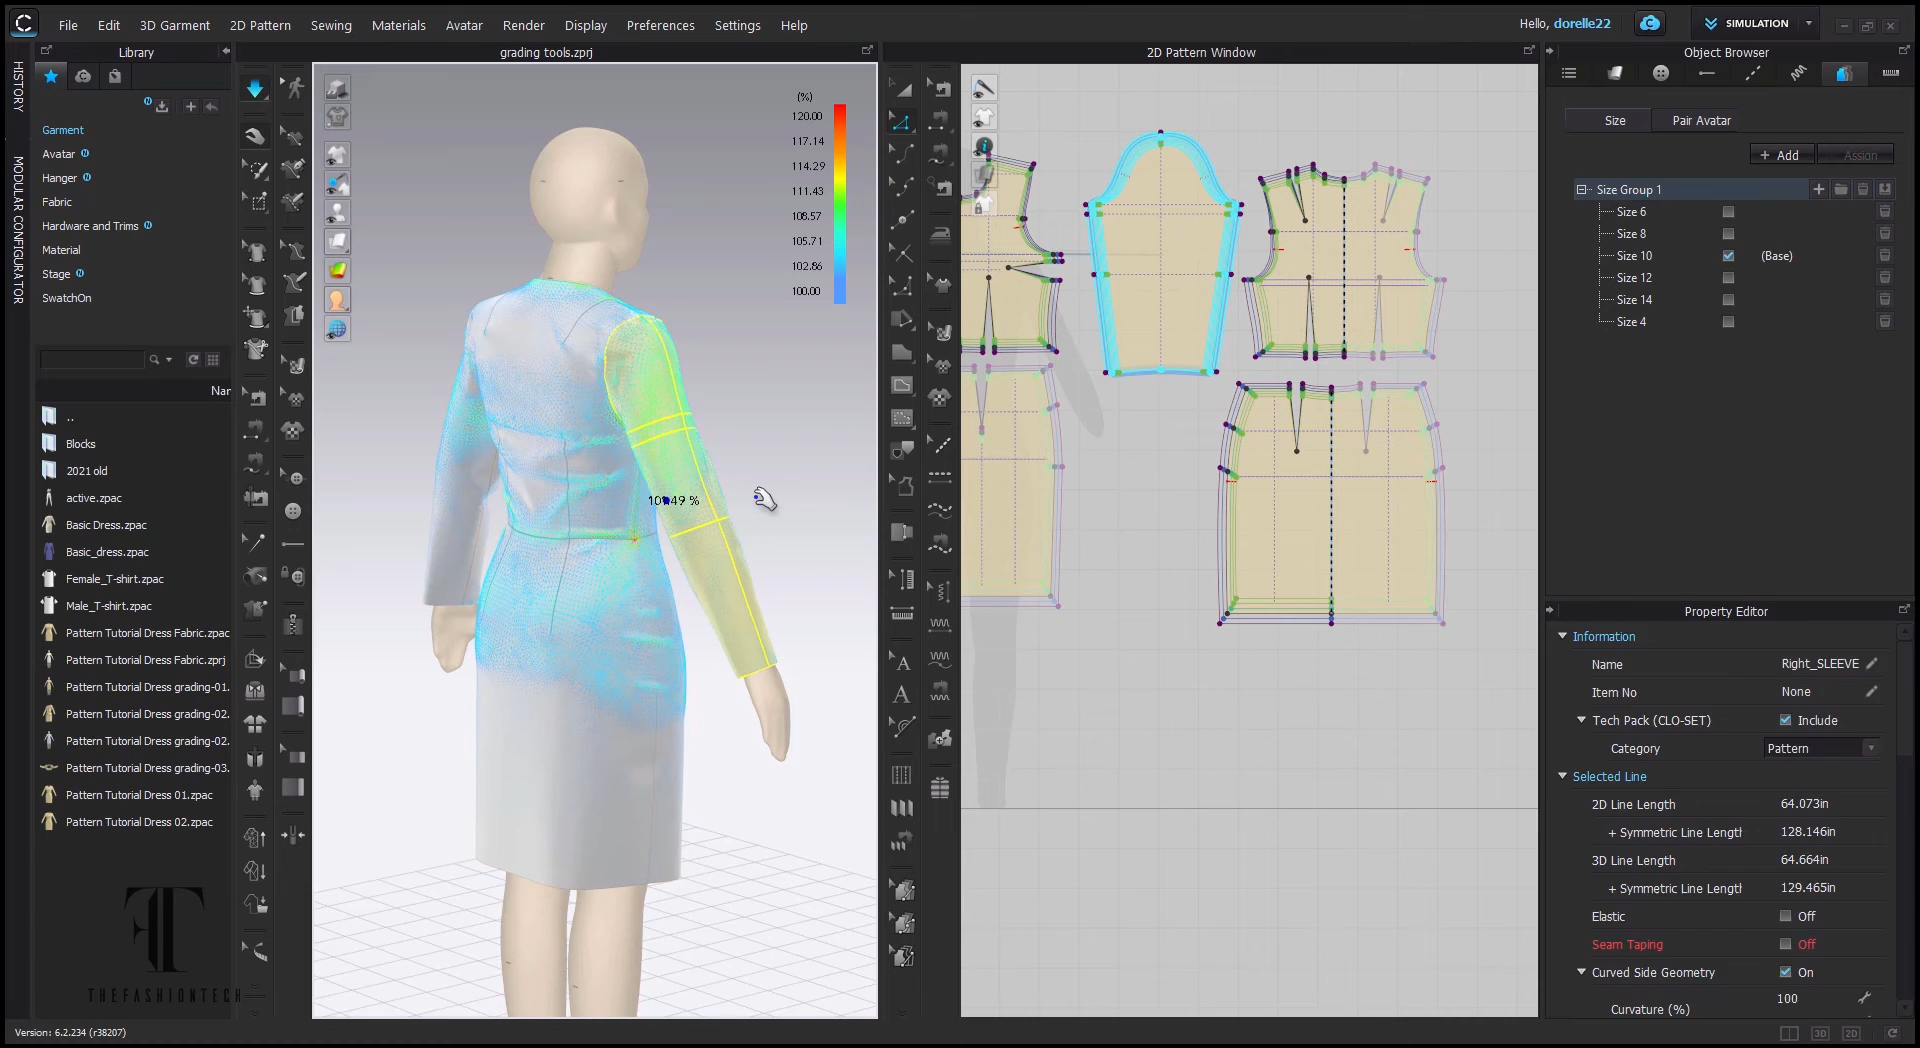 File Edit 3D Garment 2D Pattern Sewing Materials Avatar Render Display Preferences Settings Help
Hello, dorelle22
SIMULATION
HISTORY
MODULAR CONFIGURATOR
Library
Garment
Avatar
Hanger
Fabric
Hardware and Trims
Material
Stage
SwatchOn
Nar
..
Blocks
2021 old
active.zpac
Basic Dress.zpac
Basic_dress.zpac
Female_T-shirt.zpac
Male_T-shirt.zpac
Pattern Tutorial Dress Fabric.zpac
Pattern Tutorial Dress Fabric.zprj
Pattern Tutorial Dress grading-01.
Pattern Tutorial Dress grading-02.
Pattern Tutorial Dress grading-02.
Pattern Tutorial Dress grading-03.
Pattern Tutorial Dress 01.zpac
Pattern Tutorial Dress 02.zpac
THEFASHIONTECH
Version: 6.2.234 (r38207)
grading tools.zprj
(%)
120.00
117.14
114.29
111.43
108.57
105.71
102.86
100.00
2D Pattern Window
Object Browser
Size Pair Avatar
+ Add Assign
Size Group 1
Size 6
Size 8
Size 10 (Base)
Size 12
Size 14
Size 4
Property Editor
Information
Name Right_SLEEVE
Item No None
Tech Pack (CLO-SET) Include
Category Pattern
Selected Line
2D Line Length 64.073in
+ Symmetric Line Length 128.146in
3D Line Length 64.664in
+ Symmetric Line Length 129.465in
Elastic Off
Seam Taping Off
Curved Side Geometry On
Curvature (%) 100
3D 2D